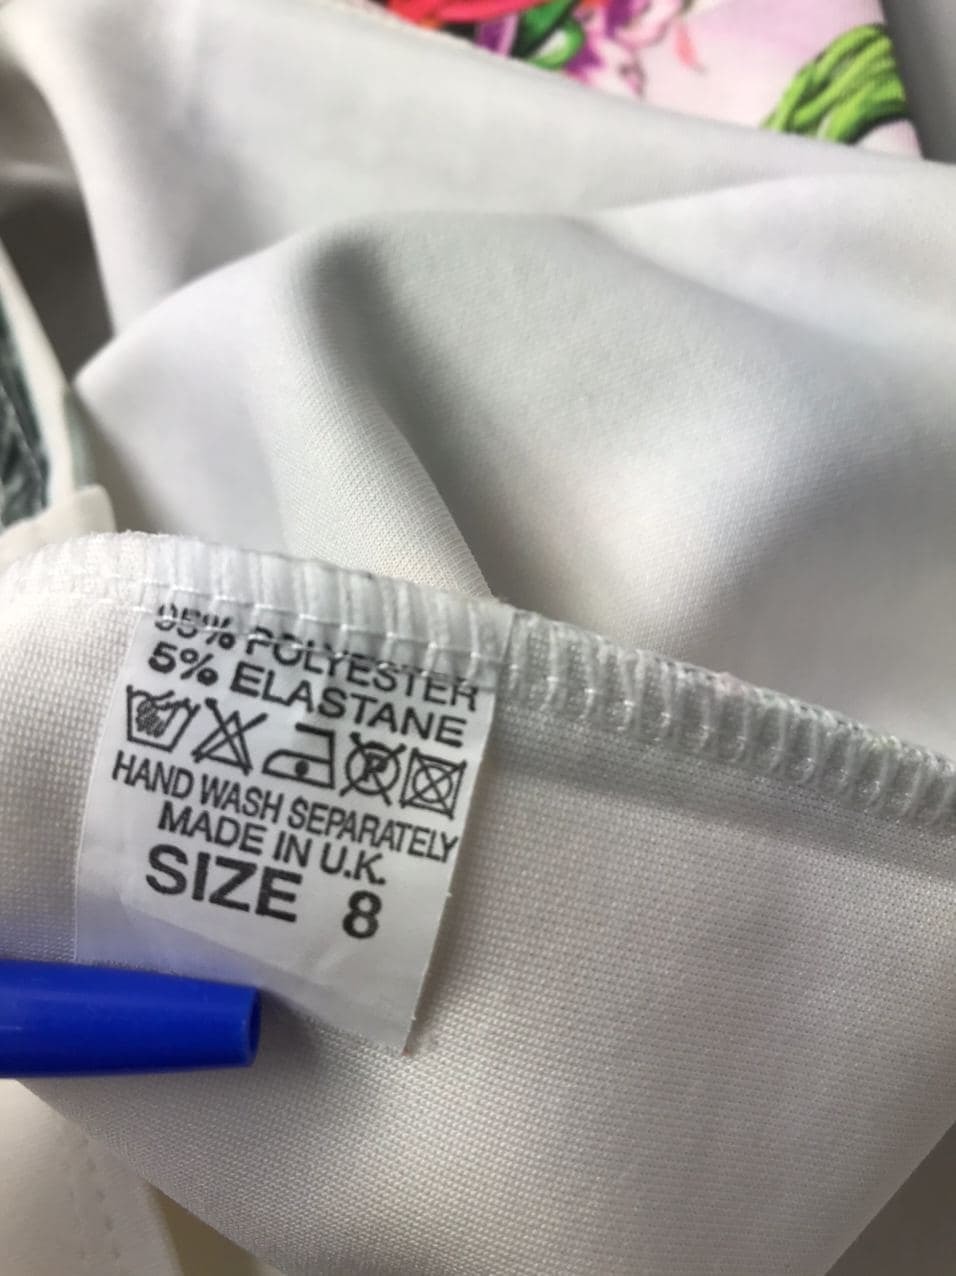 95% POLYESTER
5% ELASTANE
R
HAND WASH SEPARATELY
MADE IN U.K.
SIZE 8